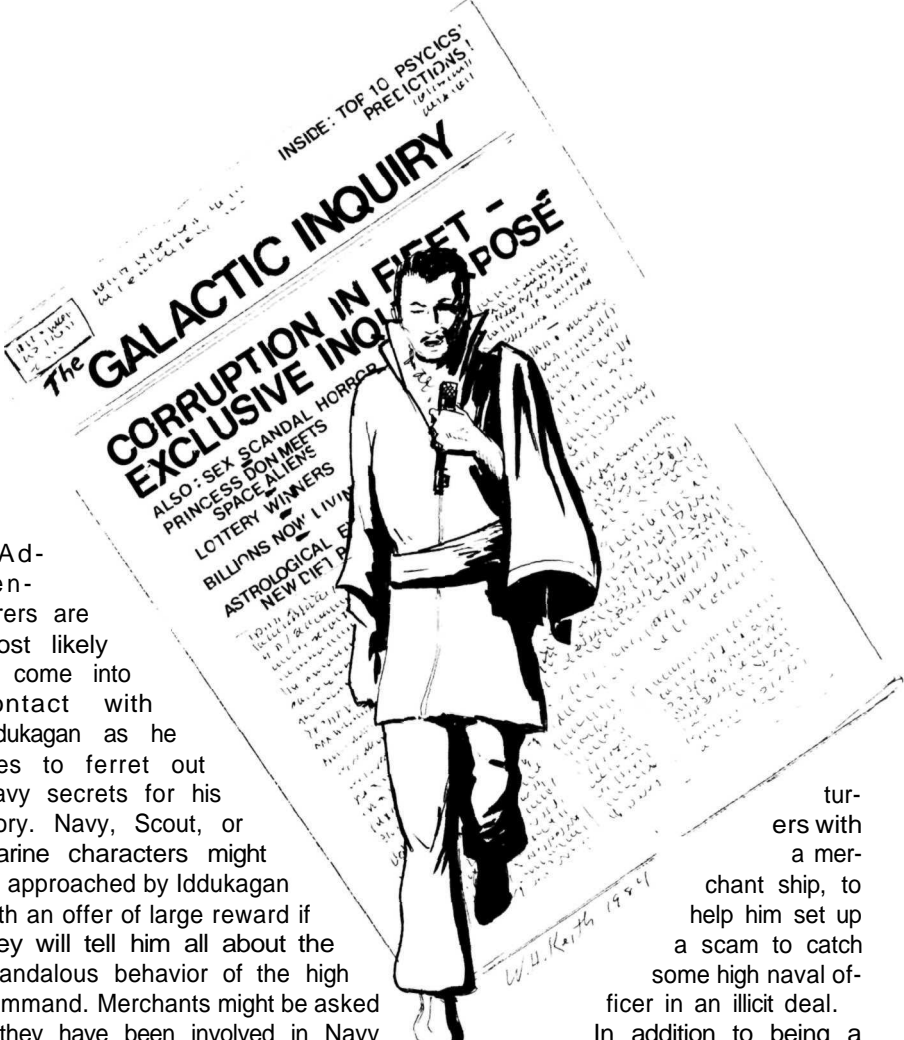 INSIDE: TOP 10 PSYCICS'
PREDICTIONS!
The GALACTIC INQUIRY
CORRUPTION IN FLEET -
EXCLUSIVE INQU POSÉ
ALSO: SEX SCANDAL HORROR
PRINCESS DON MEETS
SPACE ALIENS
LOTTERY WINNERS
BILLIONS NOW LIVIN
ASTROLOGICAL
NEW
Ad-
en-
rers are
ost likely
come into
ontact with
dukagan as he
es to ferret out
avy secrets for his
ory. Navy, Scout, or
arine characters might
approached by Iddukagan
th an offer of large reward if
ey will tell him all about the
andalous behavior of the high
ommand. Merchants might be asked
they have been involved in Navy
tur-
ers with
a mer-
chant ship, to
help him set up
a scam to catch
some high naval of-
ficer in an illicit deal.
In addition to being a
W.H. Keith 1984